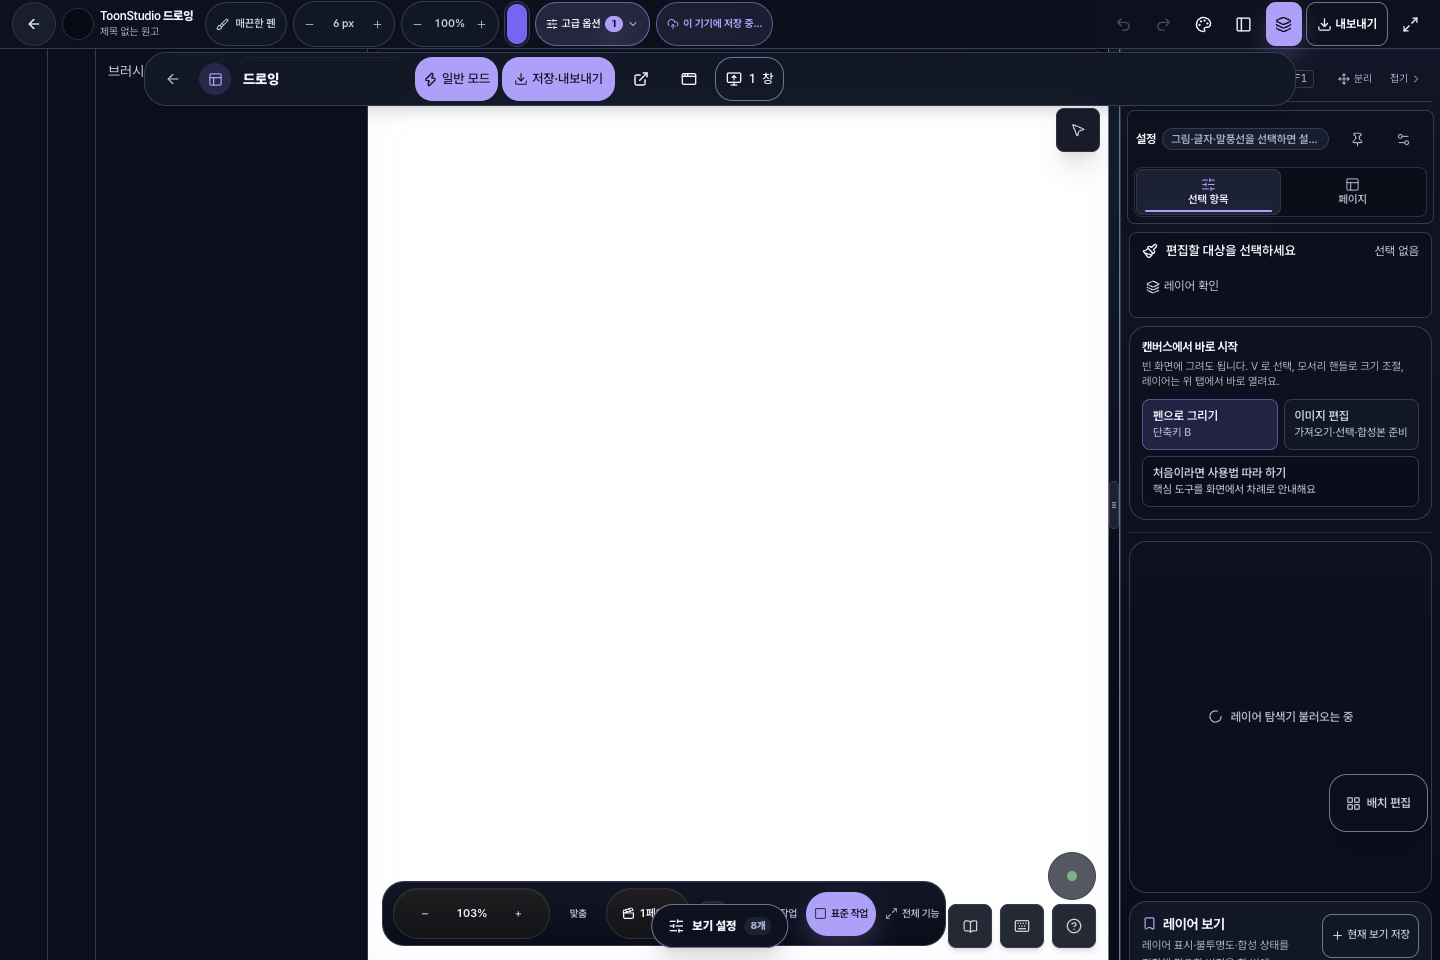 ToonStudio 드로잉
제목 없는 원고
매끈한 펜
− 6 px +
− 100% +
고급 옵션 1
이 기기에 저장 중...
내보내기
브러시
드로잉
일반 모드
저장·내보내기
1 창
F1
분리
접기
설정
그림·글자·말풍선을 선택하면 설...
선택 항목
페이지
편집할 대상을 선택하세요
선택 없음
레이어 확인
캔버스에서 바로 시작
빈 화면에 그려도 됩니다. V 로 선택, 모서리 핸들로 크기 조절,
레이어는 위 탭에서 바로 열려요.
펜으로 그리기
단축키 B
이미지 편집
가져오기·선택·합성본 준비
처음이라면 사용법 따라 하기
핵심 도구를 화면에서 차례로 안내해요
레이어 탐색기 불러오는 중
배치 편집
− 103% +
맞춤
보기 설정 8개
작업
표준 작업
전체 기능
레이어 보기
레이어 표시·불투명도·합성 상태를
+ 현재 보기 저장